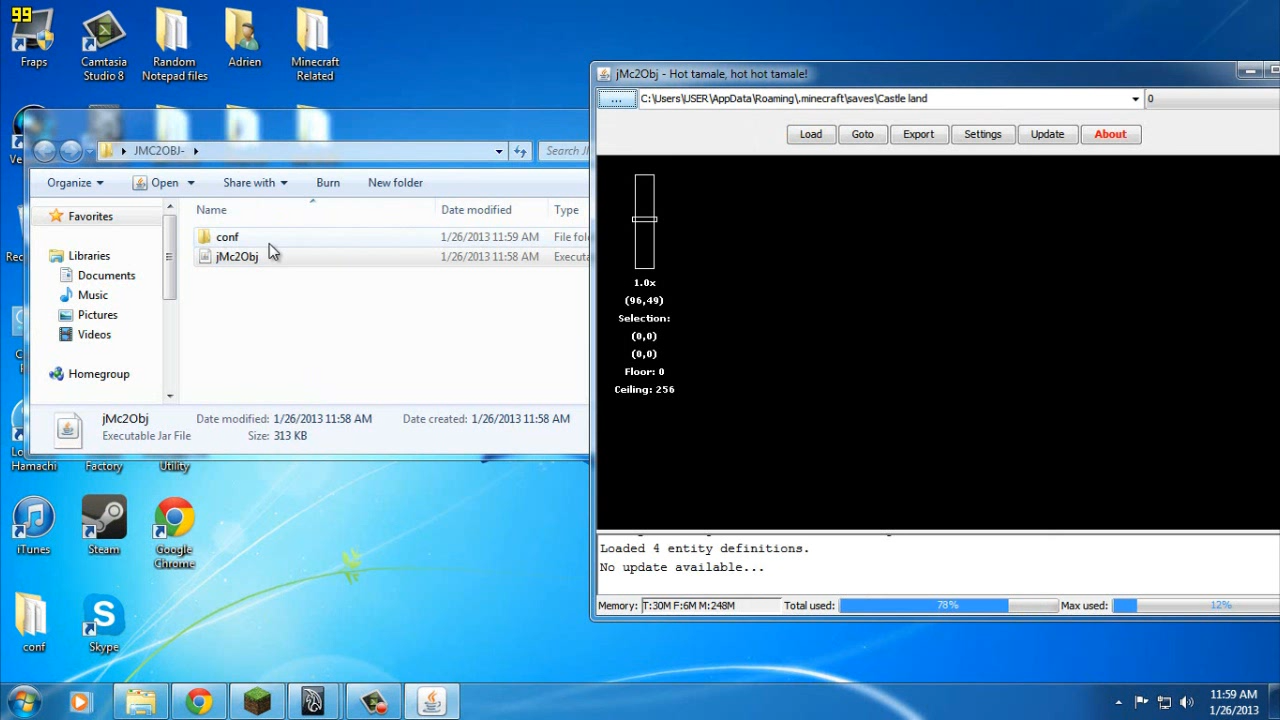 99
Fraps
Camtasia
Studio 8
Random
Notepad files
Adrien
Minecraft
Related
jMc2Obj - Hot tamale, hot hot tamale!
... C:\Users\USER\AppData\Roaming\.minecraft\saves\Castle land 0
Load Goto Export Settings Update About
JMC2OBJ-
Search J
Organize Open Share with Burn New folder
Name Date modified Type
Favorites
Libraries
Documents
Music
Pictures
Videos
Homegroup
conf 1/26/2013 11:59 AM File fol
jMc2Obj 1/26/2013 11:58 AM Executa
jMc2Obj Date modified: 1/26/2013 11:58 AM Date created: 1/26/2013 11:58 AM
Executable Jar File Size: 313 KB
1.0x
(96,49)
Selection:
(0,0)
(0,0)
Floor: 0
Ceiling: 256
Loaded 4 entity definitions.
No update available...
Memory: T:30M F:6M M:248M Total used: 78% Max used: 12%
Hamachi
Factory
Utility
iTunes
Steam
Google
Chrome
conf
Skype
11:59 AM
1/26/2013